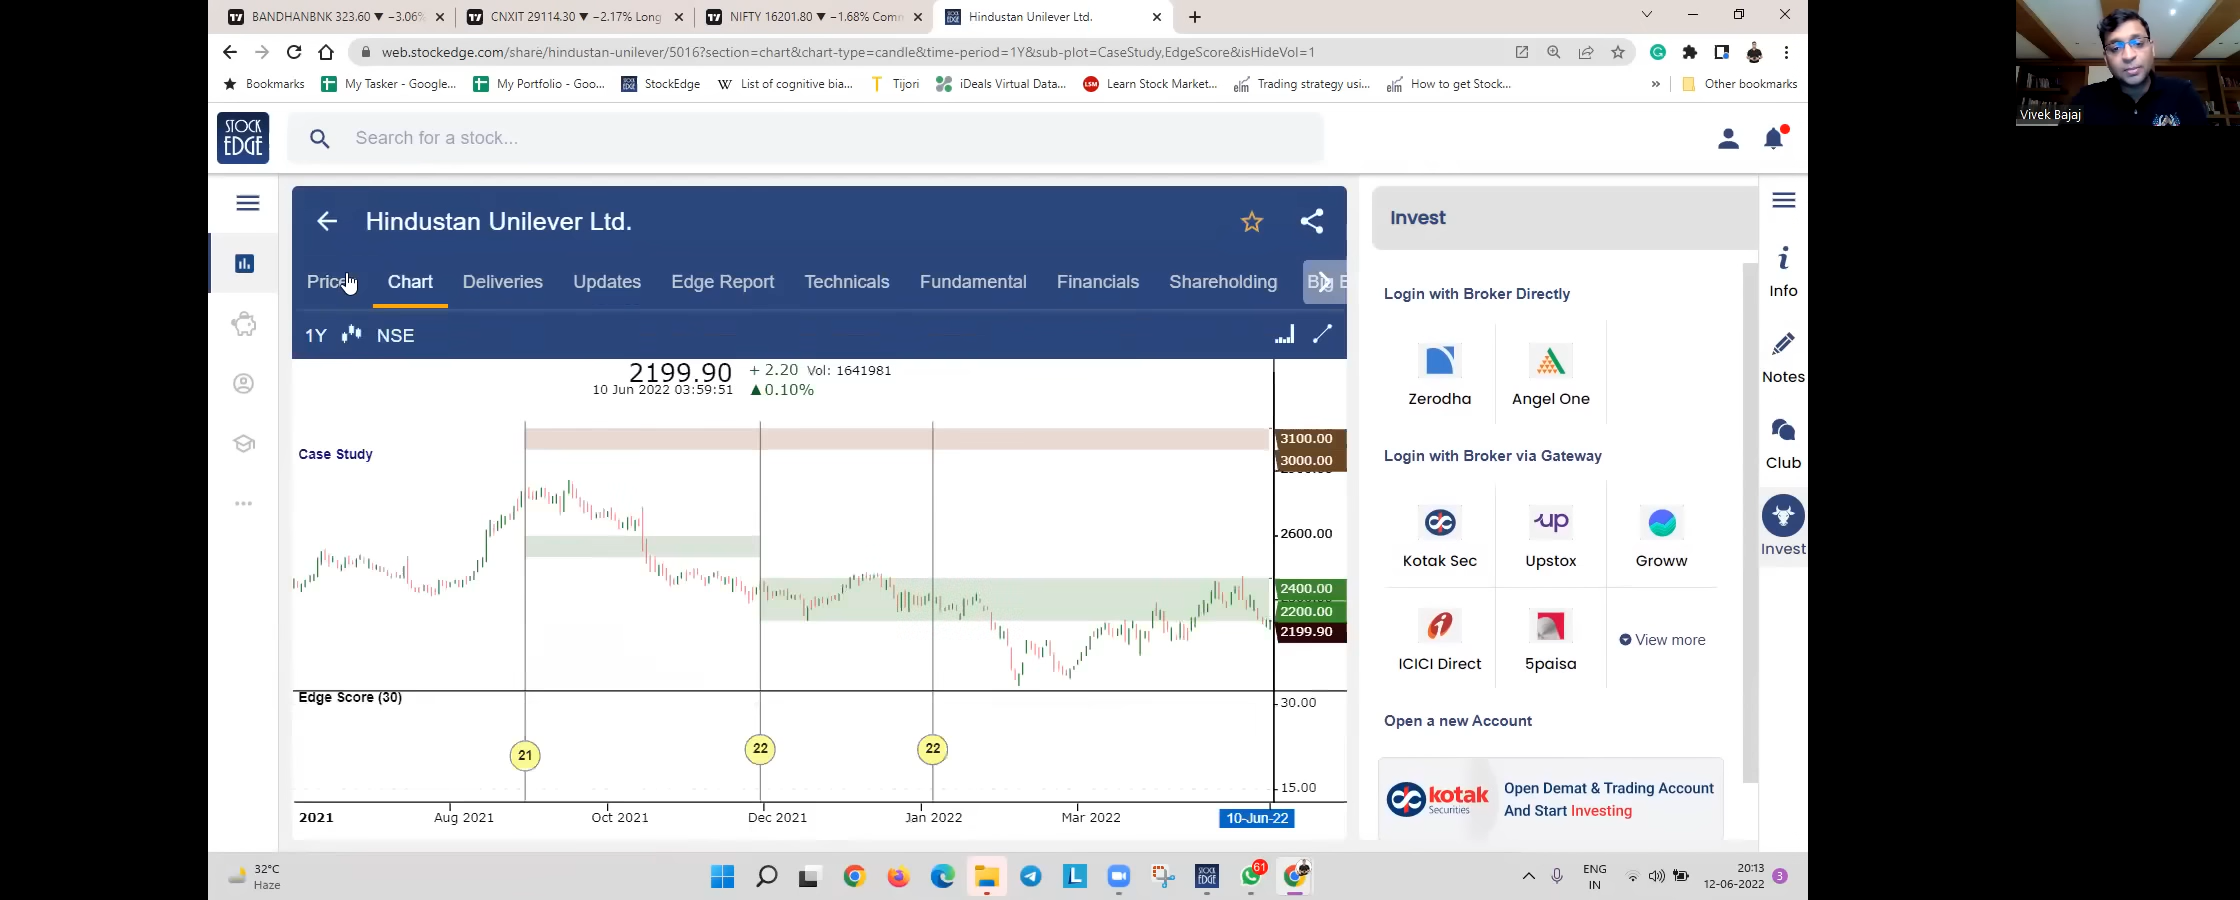 BANDHANBNK 323.60 ▼ −3.06%
CNXIT 29114.30 ▼ −2.17% Long
NIFTY 16201.80 ▼ −1.68% Com
Hindustan Unilever Ltd.
web.stockedge.com/share/hindustan-unilever/5016?section=chart&chart-type=candle&time-period=1Y&sub-plot=CaseStudy,EdgeScore&isHideVol=1
Bookmarks
My Tasker - Google...
My Portfolio - Goo...
StockEdge
List of cognitive bia...
Tijori
iDeals Virtual Data...
LSM
Learn Stock Market...
Trading strategy usi...
How to get Stock...
»
Other bookmarks
Vivek Bajaj
STOCK
EDGE
Search for a stock...
Hindustan Unilever Ltd.
Price
Chart
Deliveries
Updates
Edge Report
Technicals
Fundamental
Financials
Shareholding
Big
1Y
NSE
2199.90
+ 2.20 Vol: 1641981
10 Jun 2022 03:59:51
▲0.10%
Case Study
3100.00
3000.00
2600.00
2400.00
2200.00
2199.90
Edge Score (30)
30.00
21
22
22
15.00
2021
Aug 2021
Oct 2021
Dec 2021
Jan 2022
Mar 2022
10-Jun-22
Invest
Login with Broker Directly
Zerodha
Angel One
Login with Broker via Gateway
up
Kotak Sec
Upstox
Groww
ICICI Direct
5paisa
View more
Open a new Account
kotak
Securities
Open Demat & Trading Account
And Start Investing
Info
Notes
Club
Invest
32°C
Haze
L
STOCK
EDGE
61
ENG
IN
20:13
12-06-2022
3